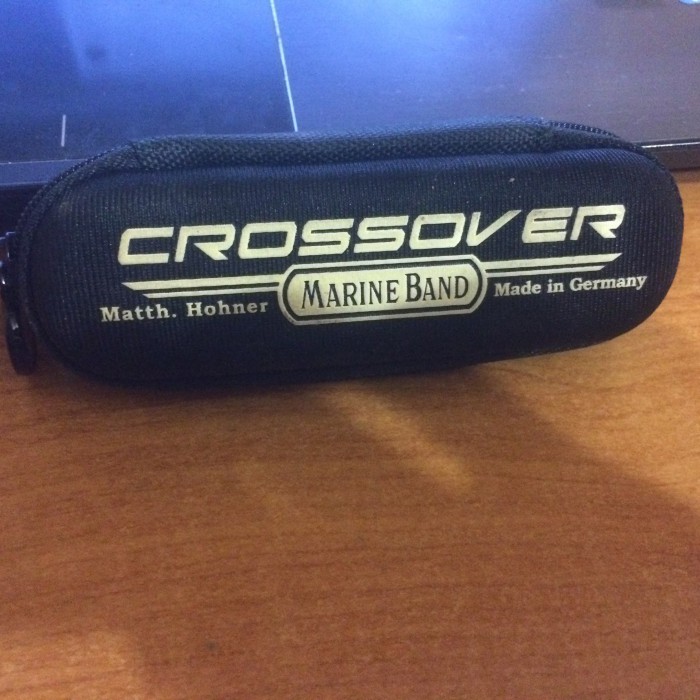 CROSSOVER
MARINE BAND
Matth. Hohner
Made in Germany